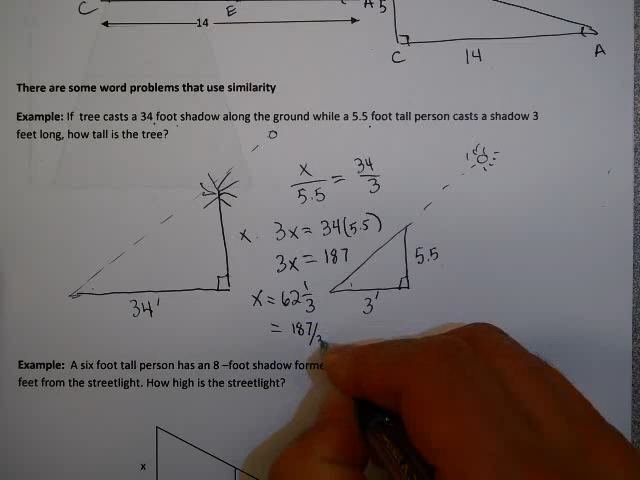 C
14
E
A
5
C
14
A
There are some word problems that use similarity
Example: If tree casts a 34 foot shadow along the ground while a 5.5 foot tall person casts a shadow 3
feet long, how tall is the tree?
x/5.5 = 34/3
x
3x = 34(5.5)
3x = 187
x = 62 1/3
= 187/3
34'
5.5
3'
Example: A six foot tall person has an 8 –foot shadow forme
feet from the streetlight. How high is the streetlight?
x